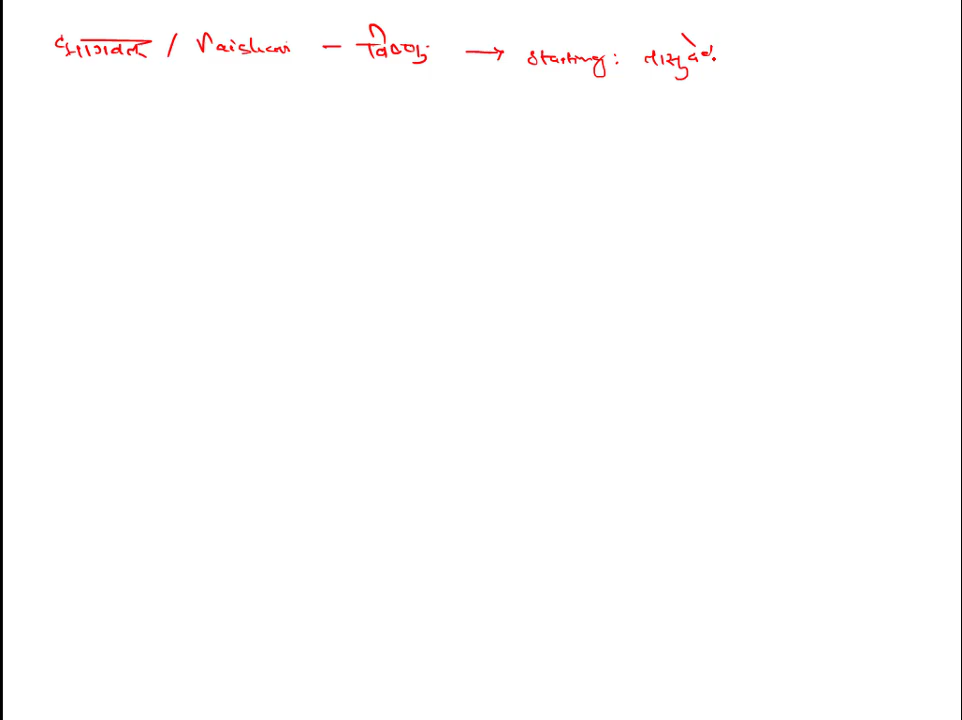 भागवत / Vaishnav - विष्णु → starting: वासुदेव.